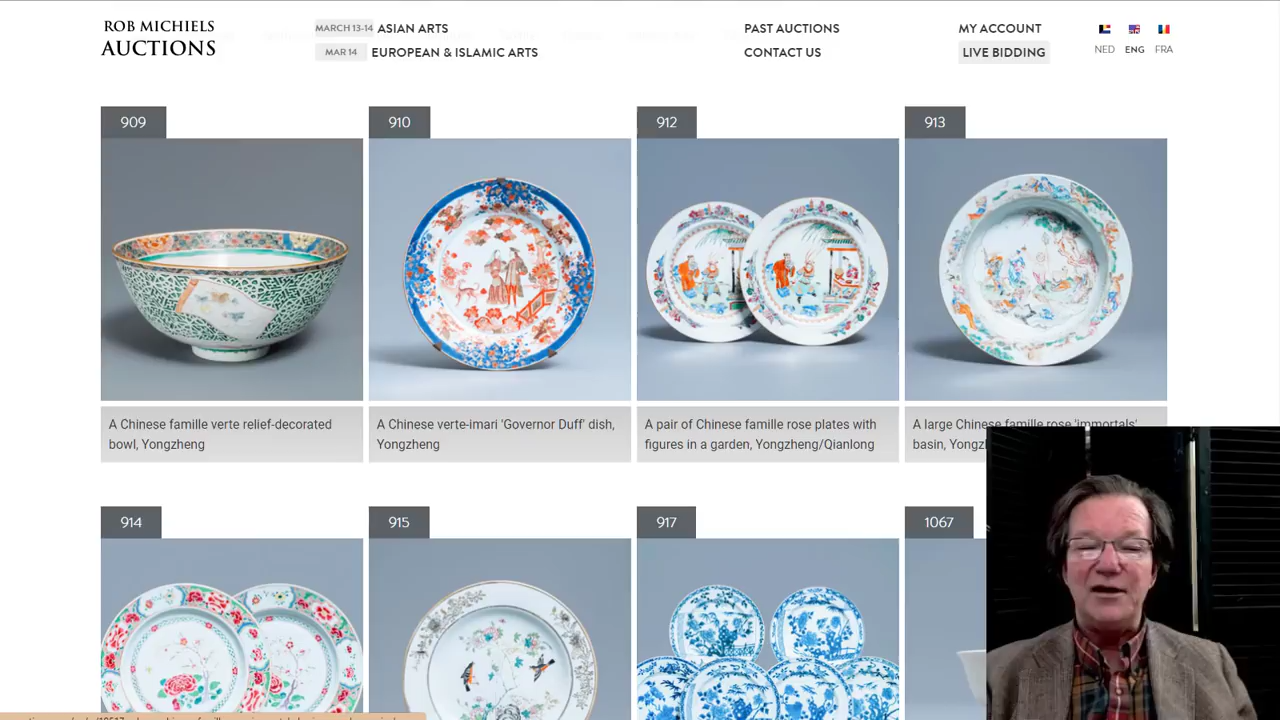 ROB MICHIELS
AUCTIONS
MARCH 13-14 ASIAN ARTS
MAR 14 EUROPEAN & ISLAMIC ARTS
PAST AUCTIONS
CONTACT US
MY ACCOUNT
LIVE BIDDING
NED ENG FRA
909
910
912
913
A Chinese famille verte relief-decorated
bowl, Yongzheng
A Chinese verte-imari 'Governor Duff' dish,
Yongzheng
A pair of Chinese famille rose plates with
figures in a garden, Yongzheng/Qianlong
A large Chinese famille rose 'immortals'
basin,
914
915
917
1067